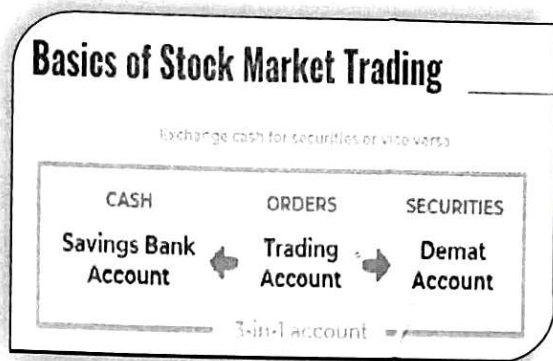 Basics of Stock Market Trading
Exchange cash for securities or vice versa
CASH ORDERS SECURITIES
Savings Bank Trading Demat
Account Account Account
3-in-1 account